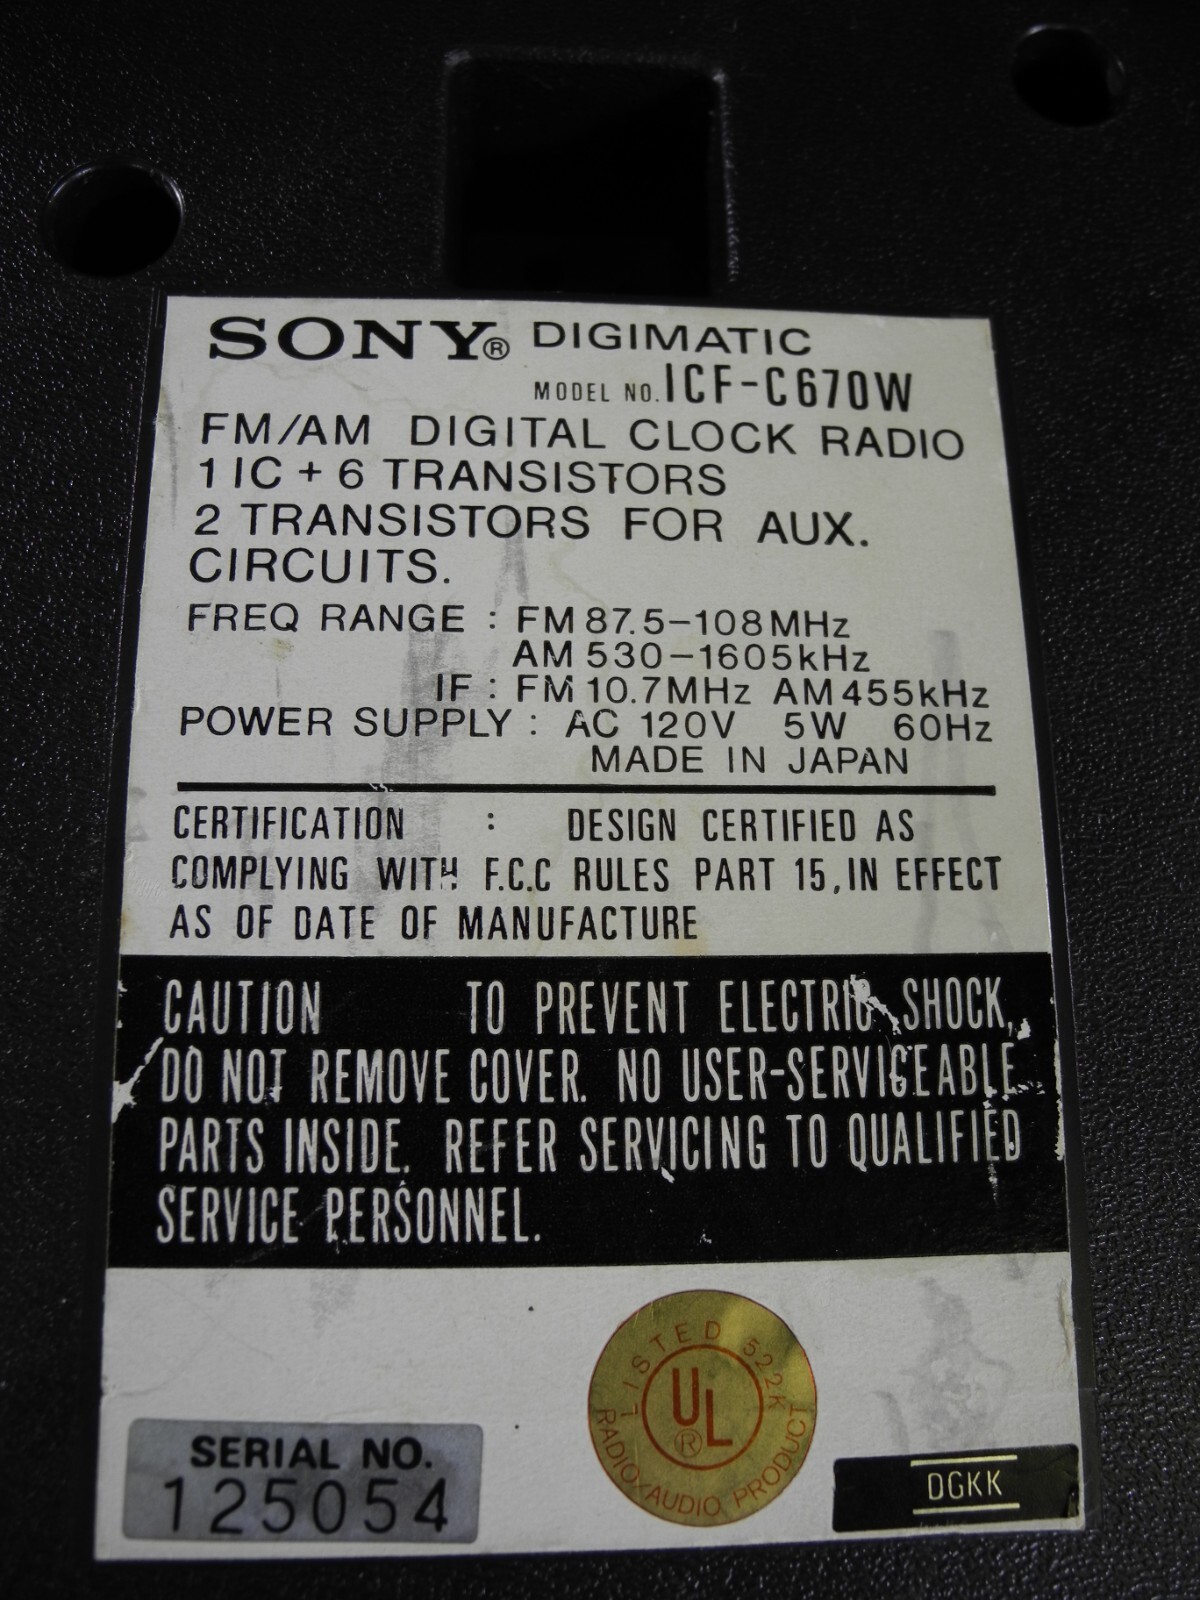 SONY® DIGIMATIC
MODEL NO. ICF-C670W
FM/AM DIGITAL CLOCK RADIO
1 IC + 6 TRANSISTORS
2 TRANSISTORS FOR AUX.
CIRCUITS.
FREQ RANGE : FM 87.5-108MHz
AM 530-1605kHz
IF : FM 10.7MHz AM 455kHz
POWER SUPPLY : AC 120V 5W 60Hz
MADE IN JAPAN
CERTIFICATION : DESIGN CERTIFIED AS
COMPLYING WITH F.C.C RULES PART 15, IN EFFECT
AS OF DATE OF MANUFACTURE
CAUTION TO PREVENT ELECTRIC SHOCK,
DO NOT REMOVE COVER. NO USER-SERVICEABLE
PARTS INSIDE. REFER SERVICING TO QUALIFIED
SERVICE PERSONNEL.
LISTED 522K
UL®
RADIO/AUDIO PRODUCT
SERIAL NO.
125054
DGKK